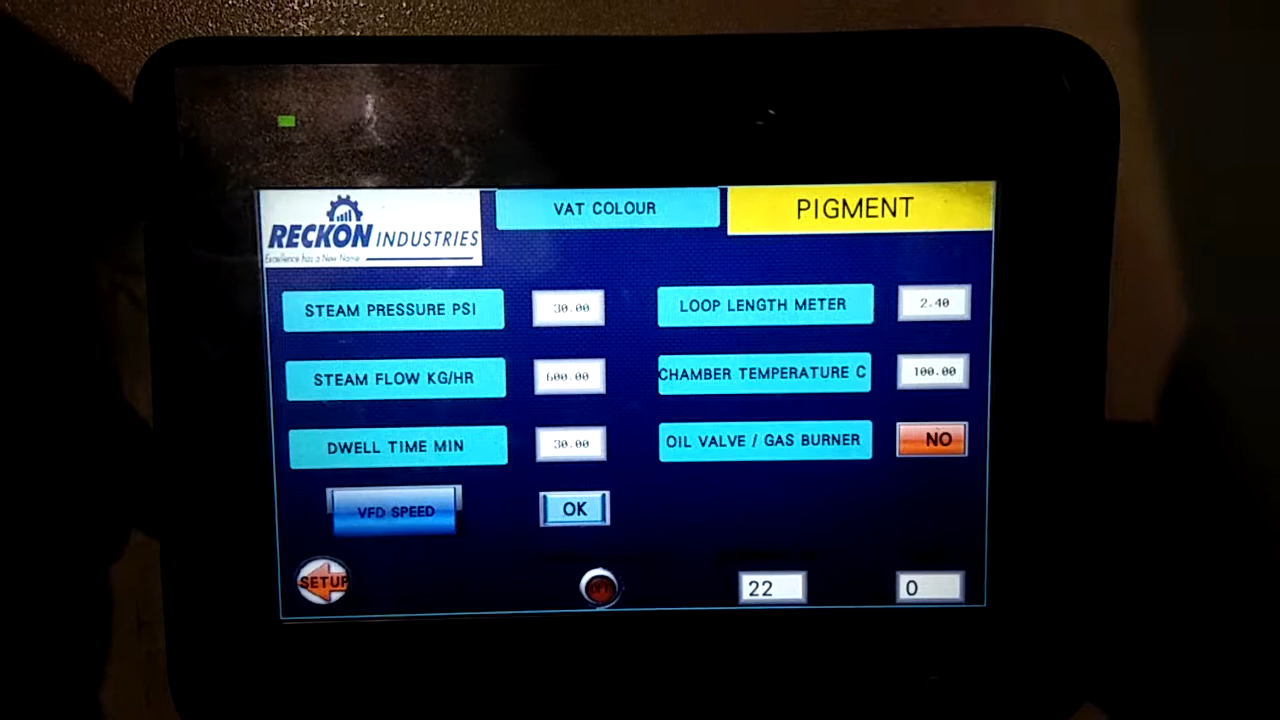 VAT COLOUR
PIGMENT
RECKON INDUSTRIES
Excellence has a New Name
STEAM PRESSURE PSI 30.00
LOOP LENGTH METER 2.40
STEAM FLOW KG/HR 600.00
CHAMBER TEMPERATURE C 100.00
DWELL TIME MIN 30.00
OIL VALVE / GAS BURNER NO
VFD SPEED OK
SETUP OFF 22 0